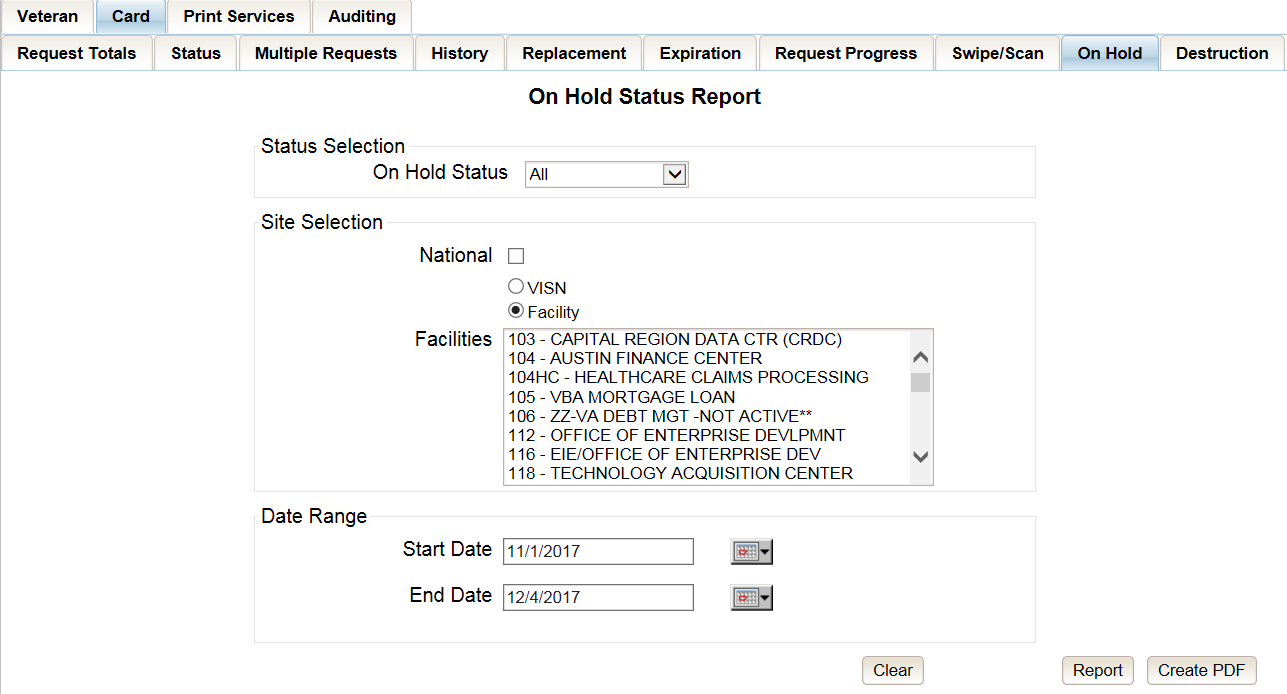 Veteran Card Print Services Auditing
Request Totals Status Multiple Requests History Replacement Expiration Request Progress Swipe/Scan On Hold Destruction
On Hold Status Report
Status Selection
On Hold Status All
Site Selection
National
VISN
Facility
Facilities
103 - CAPITAL REGION DATA CTR (CRDC)
104 - AUSTIN FINANCE CENTER
104HC - HEALTHCARE CLAIMS PROCESSING
105 - VBA MORTGAGE LOAN
106 - ZZ-VA DEBT MGT -NOT ACTIVE**
112 - OFFICE OF ENTERPRISE DEVLPMNT
116 - EIE/OFFICE OF ENTERPRISE DEV
118 - TECHNOLOGY ACQUISITION CENTER
Date Range
Start Date 11/1/2017
End Date 12/4/2017
Clear Report Create PDF